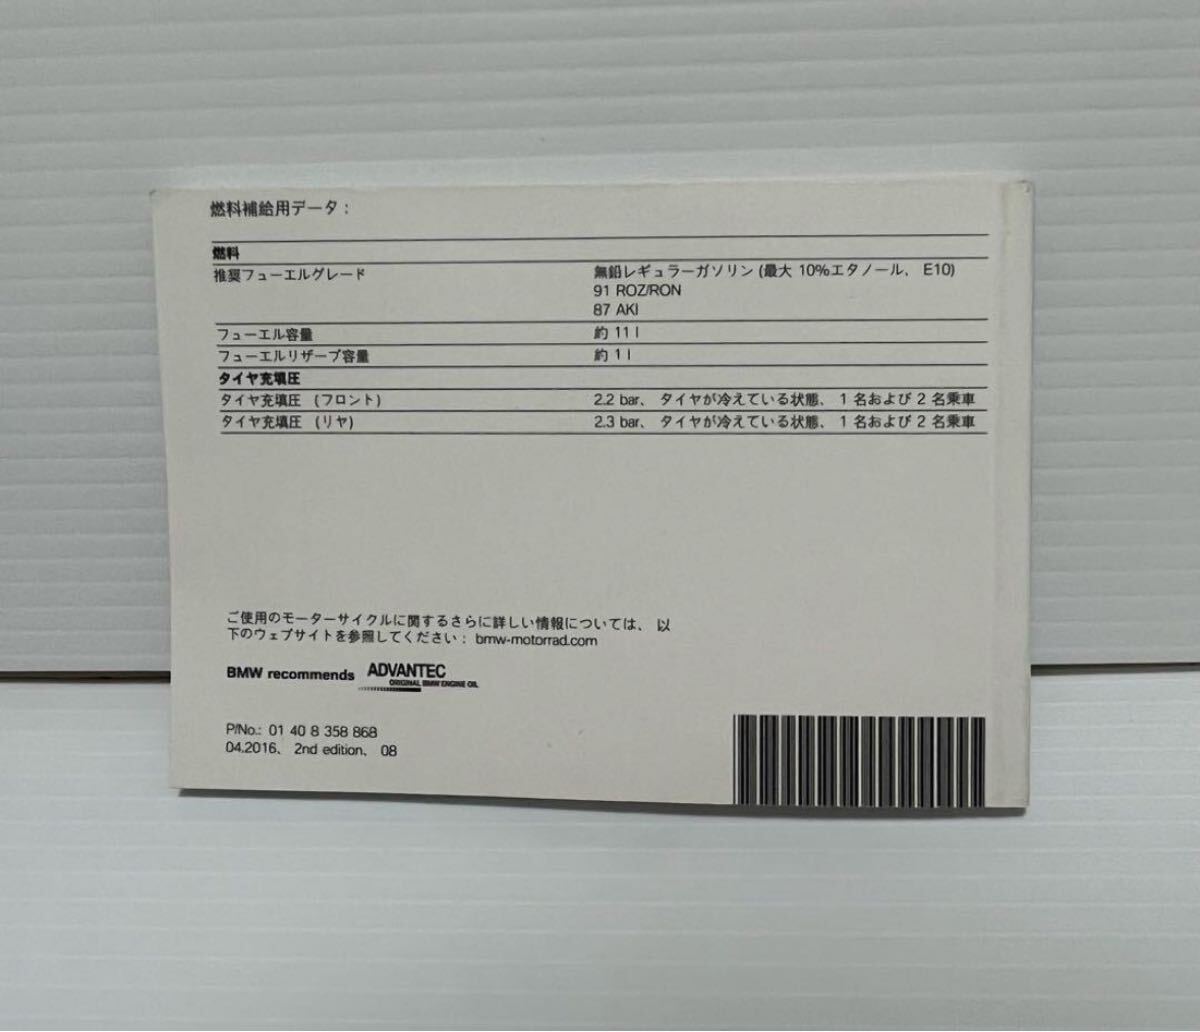 燃料補給用データ：
燃料
推奨フューエルグレード 無鉛レギュラーガソリン (最大 10%エタノール、 E10)
91 ROZ/RON
87 AKI
フューエル容量 約 11 l
フューエルリザーブ容量 約 1 l
タイヤ充填圧
タイヤ充填圧 (フロント) 2.2 bar、 タイヤが冷えている状態、 1 名および 2 名乗車
タイヤ充填圧 (リヤ) 2.3 bar、 タイヤが冷えている状態、 1 名および 2 名乗車
ご使用のモーターサイクルに関するさらに詳しい情報については、 以
下のウェブサイトを参照してください： bmw-motorrad.com
BMW recommends ADVANTEC
ORIGINAL BMW ENGINE OIL
P/No.: 01 40 8 358 868
04.2016、 2nd edition、 08